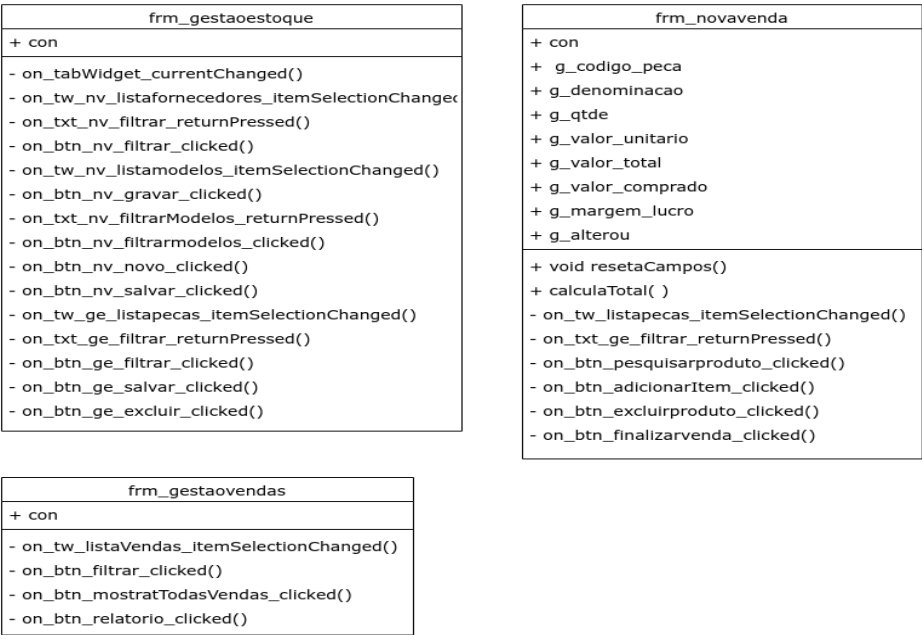 frm_gestaoestoque
+ con
- on_tabWidget_currentChanged()
- on_tw_nv_listafornecedores_itemSelectionChanged
- on_txt_nv_filtrar_returnPressed()
- on_btn_nv_filtrar_clicked()
- on_tw_nv_listamodelos_itemSelectionChanged()
- on_btn_nv_gravar_clicked()
- on_txt_nv_filtrarModelos_returnPressed()
- on_btn_nv_filtrarmodelos_clicked()
- on_btn_nv_novo_clicked()
- on_btn_nv_salvar_clicked()
- on_tw_ge_listapecas_itemSelectionChanged()
- on_txt_ge_filtrar_returnPressed()
- on_btn_ge_filtrar_clicked()
- on_btn_ge_salvar_clicked()
- on_btn_ge_excluir_clicked()
frm_novavenda
+ con
+ g_codigo_peca
+ g_denominacao
+ g_qtde
+ g_valor_unitario
+ g_valor_total
+ g_valor_comprado
+ g_margem_lucro
+ g_alterou
+ void resetaCampos()
+ calculaTotal( )
- on_tw_listapecas_itemSelectionChanged()
- on_txt_ge_filtrar_returnPressed()
- on_btn_pesquisarproduto_clicked()
- on_btn_adicionarItem_clicked()
- on_btn_excluirproduto_clicked()
- on_btn_finalizarvenda_clicked()
frm_gestaovendas
+ con
- on_tw_listaVendas_itemSelectionChanged()
- on_btn_filtrar_clicked()
- on_btn_mostratTodasVendas_clicked()
- on_btn_relatorio_clicked()